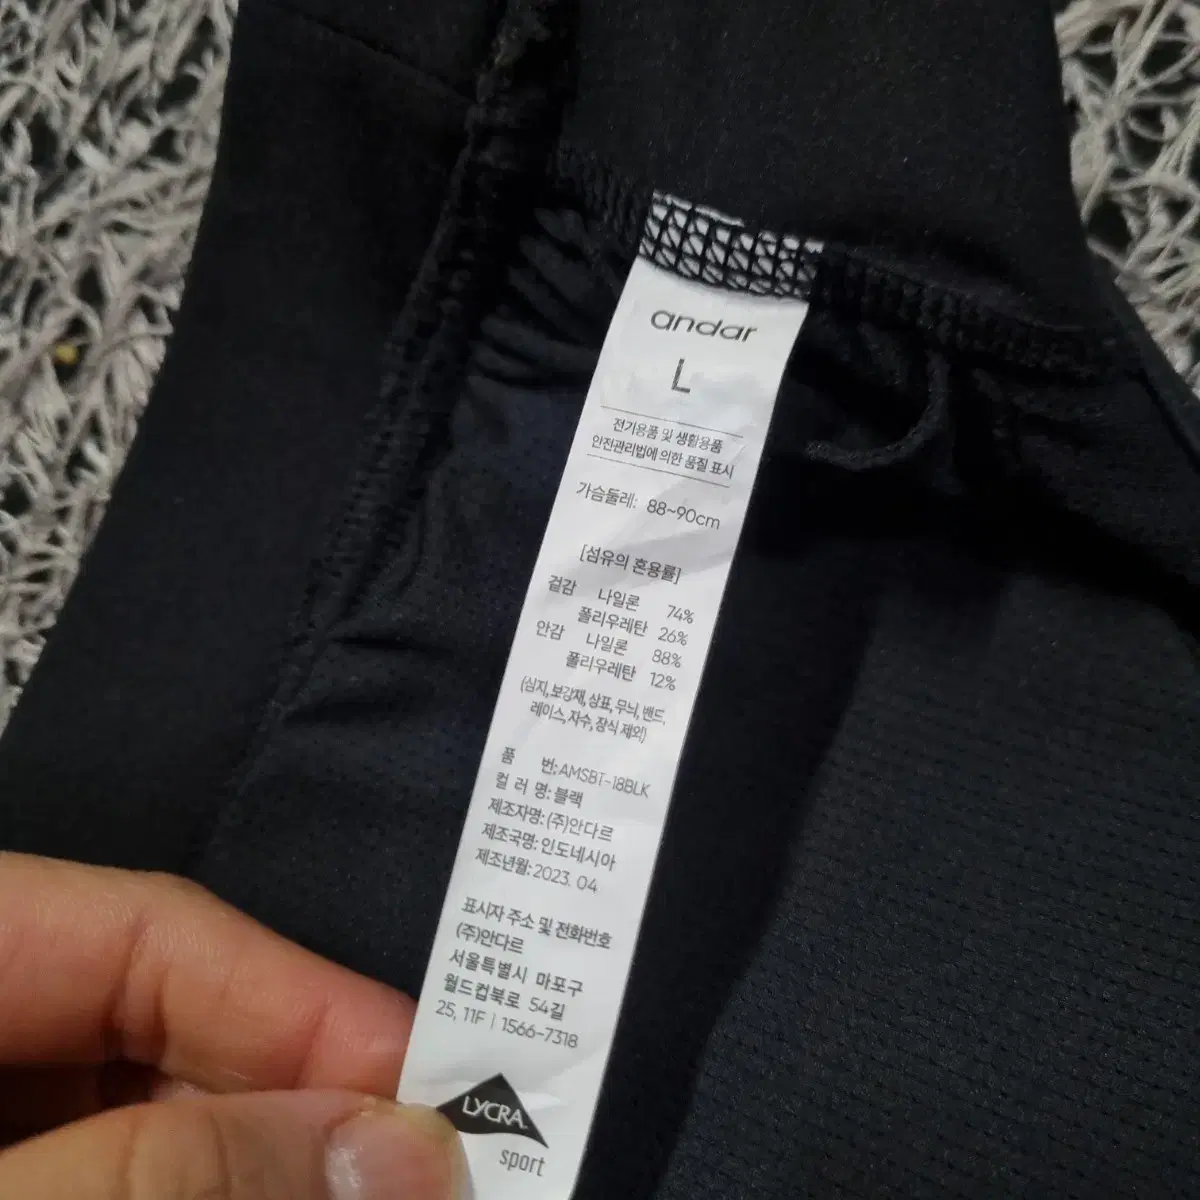 andar
L
전기용품 및 생활용품
안전관리법에 의한 품질 표시
가슴둘레: 88~90cm
[섬유의 혼용률]
겉감 나일론 74%
폴리우레탄 26%
안감 나일론 88%
폴리우레탄 12%
(심지, 보강재, 상표, 무늬, 밴드,
레이스, 자수, 장식 제외)
품 번: AMSBT-18BLK
컬 러 명: 블랙
제조자명: (주)안다르
제조국명: 인도네시아
제조년월: 2023. 04
표시자 주소 및 전화번호
(주)안다르
서울특별시 마포구
월드컵북로 54길
25, 11F | 1566-7318
LYCRA
sport